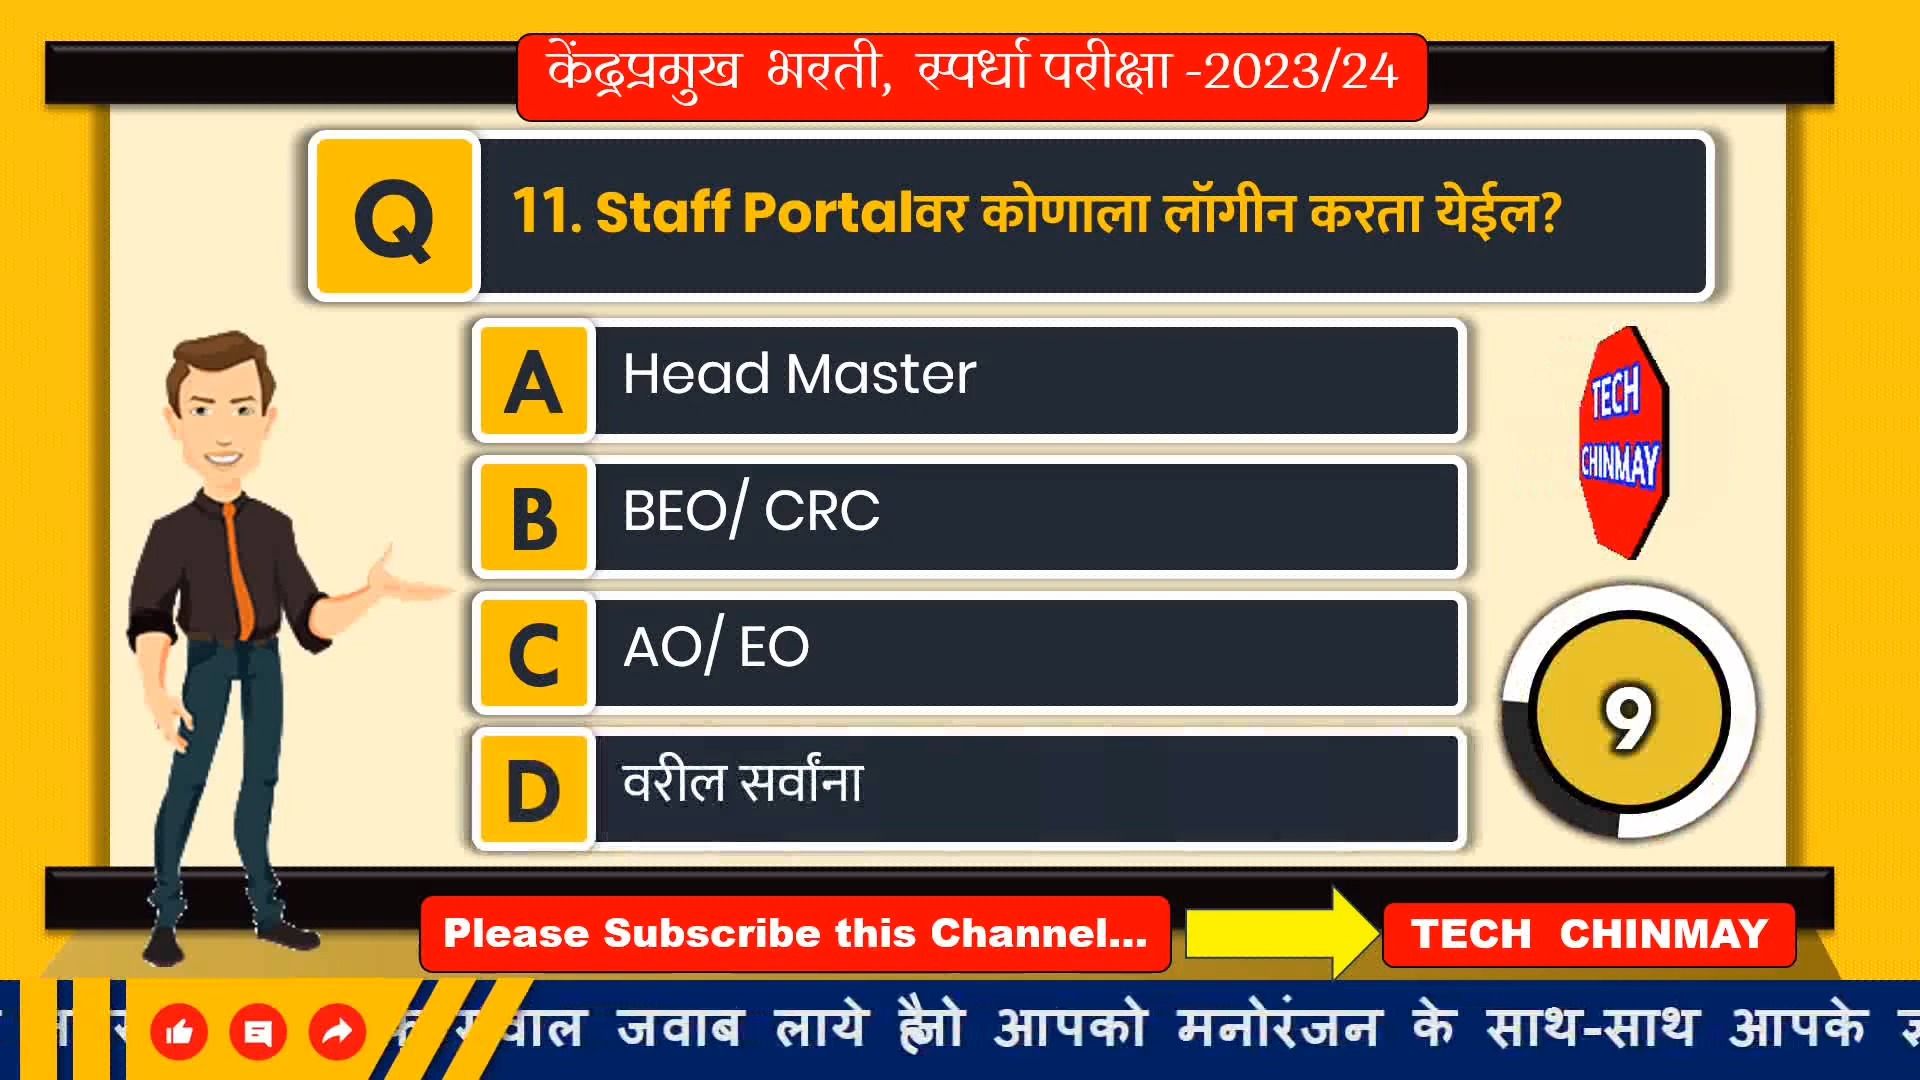 केंद्रप्रमुख भरती, स्पर्धा परीक्षा -2023/24
Q
11. Staff Portalवर कोणाला लॉगीन करता येईल?
A
Head Master
B
BEO/ CRC
C
AO/ EO
D
वरील सर्वांना
TECH
CHINMAY
9
Please Subscribe this Channel...
TECH CHINMAY
जवाब लाये आपको मनोरंजन के साथ-साथ आपके